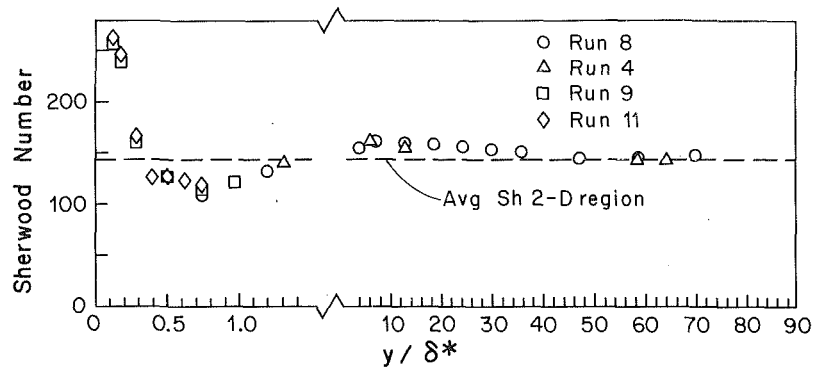 Run 8
Run 4
Run 9
Run 11
200
100
0
Sherwood Number
Avg Sh 2-D region
0 0.5 1.0 10 20 30 40 50 60 70 80 90
y / δ*